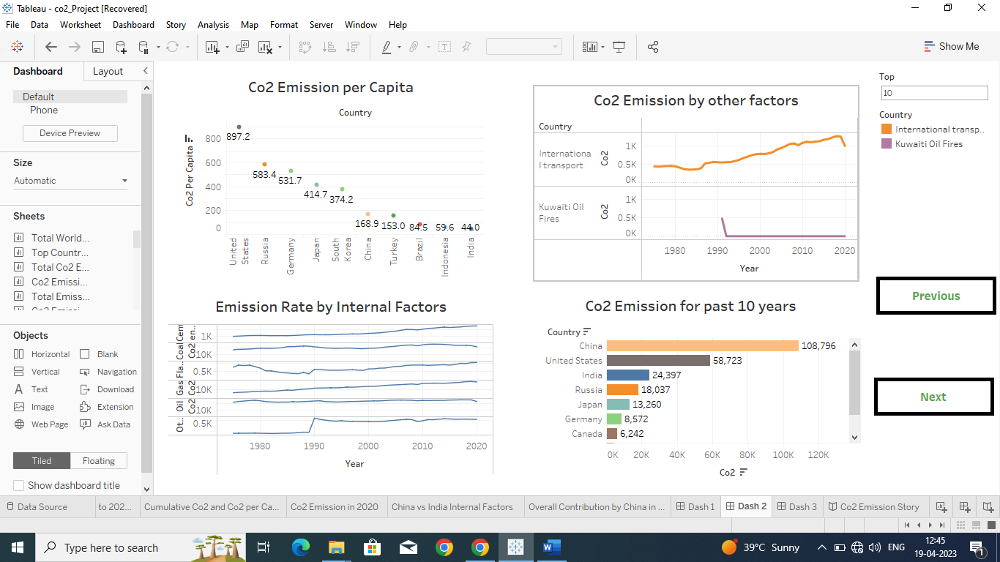 Tableau - co2_Project [Recovered]
File Data Worksheet Dashboard Story Analysis Map Format Server Window Help
Show Me
Dashboard Layout
Default
Phone
Device Preview
Size
Automatic
Sheets
Total World...
Top Countr...
Total Co2 E...
Co2 Emissi...
Total Emiss...
Co2 Emissi...
Objects
Horizontal Blank
Vertical Navigation
Text Download
Image Extension
Web Page Ask Data
Tiled Floating
Show dashboard title
Co2 Emission per Capita
Country
Co2 Per Capita
800
600
400
200
0
897.2
583.4
531.7
414.7
374.2
168.9
153.0
84.5
59.6
44.0
United States
Russia
Germany
Japan
South Korea
China
Turkey
Brazil
Indonesia
India
Co2 Emission by other factors
Country
Internationa
l transport
Co2
1K
0.5K
0K
Kuwaiti Oil
Fires
Co2
1K
0.5K
0K
1980 1990 2000 2010 2020
Year
Top
10
Country
International transp..
Kuwaiti Oil Fires
Previous
Next
Emission Rate by Internal Factors
Cem en..
1K
Coal Co2
10K
Fla..
0.5K
Gas Co2
10K
Oil Co2
10K
Ot..
0.5K
1980 1990 2000 2010 2020
Year
Co2 Emission for past 10 years
Country
China 108,796
United States 58,723
India 24,397
Russia 18,037
Japan 13,260
Germany 8,572
Canada 6,242
0K 20K 40K 60K 80K 100K 120K
Co2
Data Source to 202... Cumulative Co2 and Co2 per Ca... Co2 Emission in 2020 China vs India Internal Factors Overall Contribution by China in ... Dash 1 Dash 2 Dash 3 Co2 Emission Story
Type here to search
39°C Sunny
ENG
12:45
19-04-2023
1